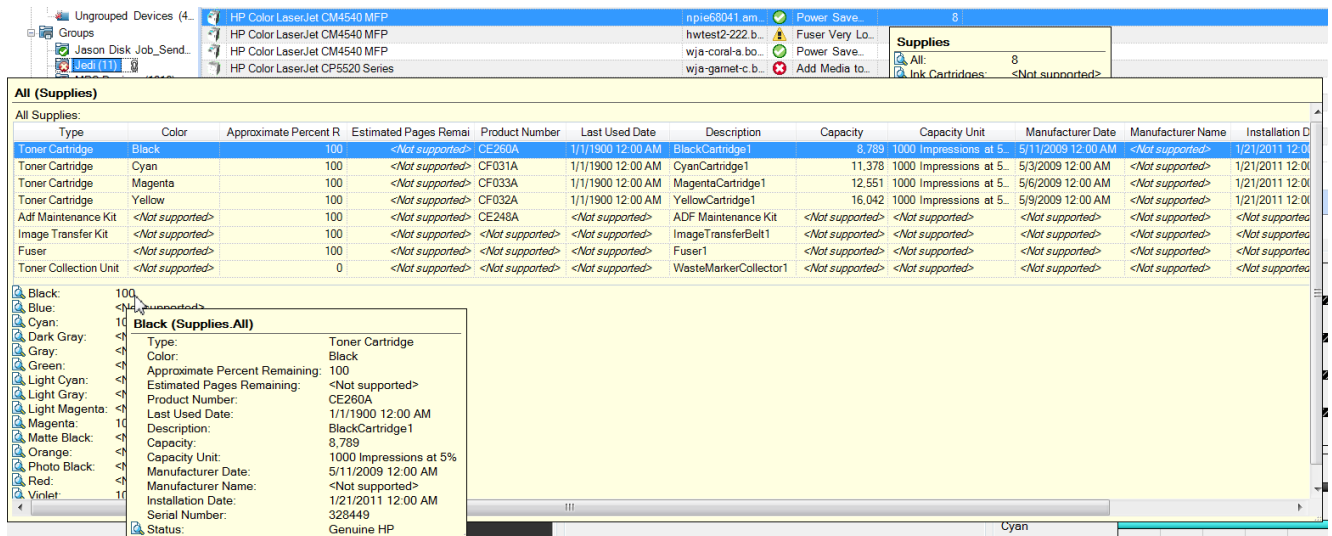 Ungrouped Devices (4... HP Color LaserJet CM4540 MFP npie68041.am... Power Save... 8
Groups HP Color LaserJet CM4540 MFP hwtest2-222.b... Fuser Very Lo...
Jason Disk Job_Send... HP Color LaserJet CM4540 MFP wja-coral-a.bo... Power Save... Supplies
Jedi (11) HP Color LaserJet CP5520 Series wja-garnet-c.b... Add Media to... All: 8
Ink Cartridges: <Not supported>
All (Supplies)
All Supplies:
Type Color Approximate Percent R Estimated Pages Remai Product Number Last Used Date Description Capacity Capacity Unit Manufacturer Date Manufacturer Name Installation D
Toner Cartridge Black 100 <Not supported> CE260A 1/1/1900 12:00 AM BlackCartridge1 8,789 1000 Impressions at 5... 5/11/2009 12:00 AM <Not supported> 1/21/2011 12:00
Toner Cartridge Cyan 100 <Not supported> CF031A 1/1/1900 12:00 AM CyanCartridge1 11,378 1000 Impressions at 5... 5/3/2009 12:00 AM <Not supported> 1/21/2011 12:00
Toner Cartridge Magenta 100 <Not supported> CF033A 1/1/1900 12:00 AM MagentaCartridge1 12,551 1000 Impressions at 5... 5/6/2009 12:00 AM <Not supported> 1/21/2011 12:00
Toner Cartridge Yellow 100 <Not supported> CF032A 1/1/1900 12:00 AM YellowCartridge1 16,042 1000 Impressions at 5... 5/9/2009 12:00 AM <Not supported> 1/21/2011 12:00
Adf Maintenance Kit <Not supported> 100 <Not supported> CE248A <Not supported> ADF Maintenance Kit <Not supported> <Not supported> <Not supported> <Not supported> <Not supported
Image Transfer Kit <Not supported> 100 <Not supported> <Not supported> <Not supported> ImageTransferBelt1 <Not supported> <Not supported> <Not supported> <Not supported> <Not supported
Fuser <Not supported> 100 <Not supported> <Not supported> <Not supported> Fuser1 <Not supported> <Not supported> <Not supported> <Not supported> <Not supported
Toner Collection Unit <Not supported> 0 <Not supported> <Not supported> <Not supported> WasteMarkerCollector1 <Not supported> <Not supported> <Not supported> <Not supported> <Not supported
Black: 100
Blue: <Not supported>
Cyan: 10
Dark Gray: <N
Gray: <N
Green: <N
Light Cyan: <N
Light Gray: <N
Light Magenta: <N
Magenta: 10
Matte Black: <N
Orange: <N
Photo Black: <N
Red: <N
Violet: 10
Black (Supplies.All)
Type: Toner Cartridge
Color: Black
Approximate Percent Remaining: 100
Estimated Pages Remaining: <Not supported>
Product Number: CE260A
Last Used Date: 1/1/1900 12:00 AM
Description: BlackCartridge1
Capacity: 8,789
Capacity Unit: 1000 Impressions at 5%
Manufacturer Date: 5/11/2009 12:00 AM
Manufacturer Name: <Not supported>
Installation Date: 1/21/2011 12:00 AM
Serial Number: 328449
Status: Genuine HP
Cyan